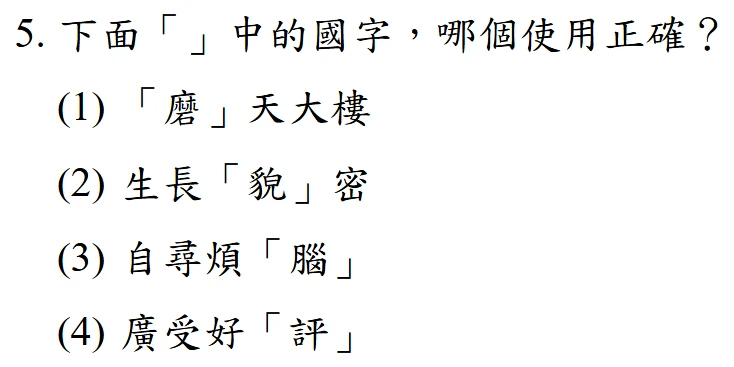 5. 下面「」中的國字，哪個使用正確？
(1) 「磨」天大樓
(2) 生長「貌」密
(3) 自尋煩「腦」
(4) 廣受好「評」